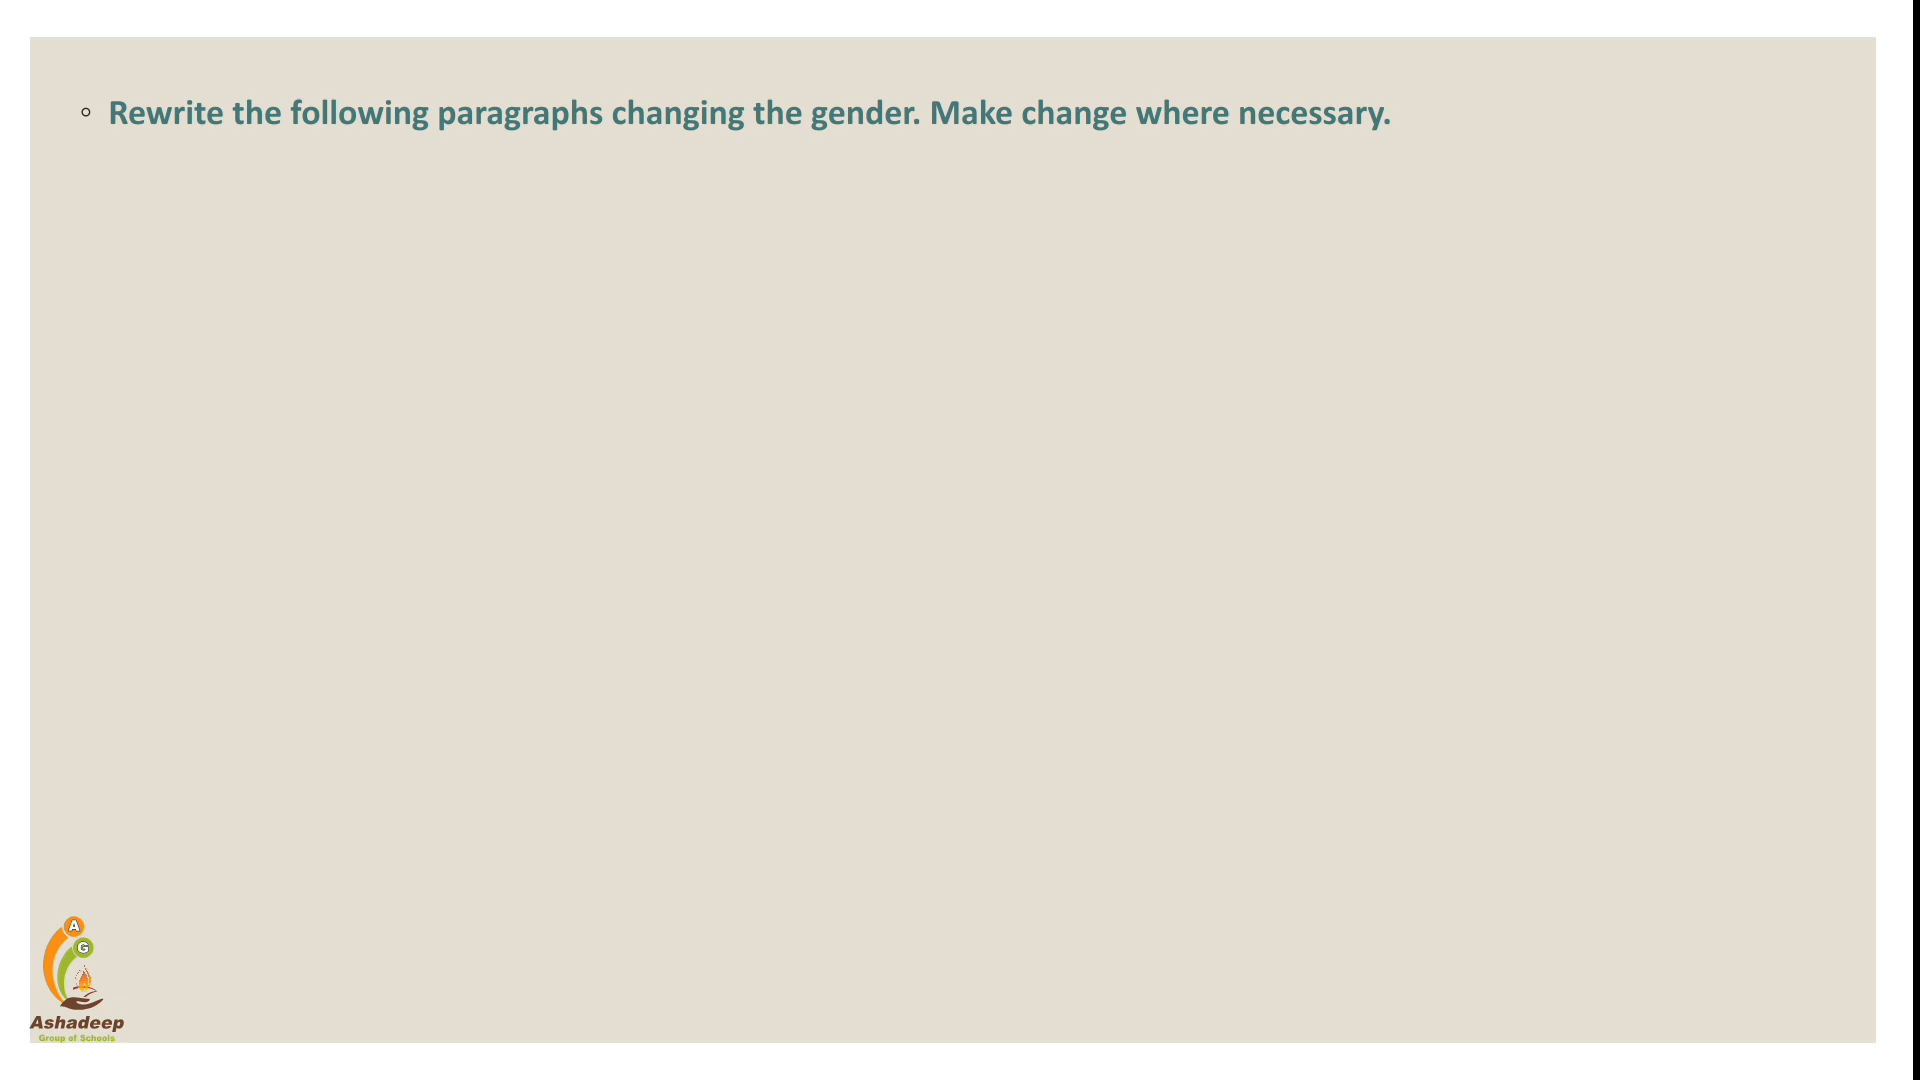 Rewrite the following paragraphs changing the gender. Make change where necessary.
A
G
Ashadeep
Group of Schools